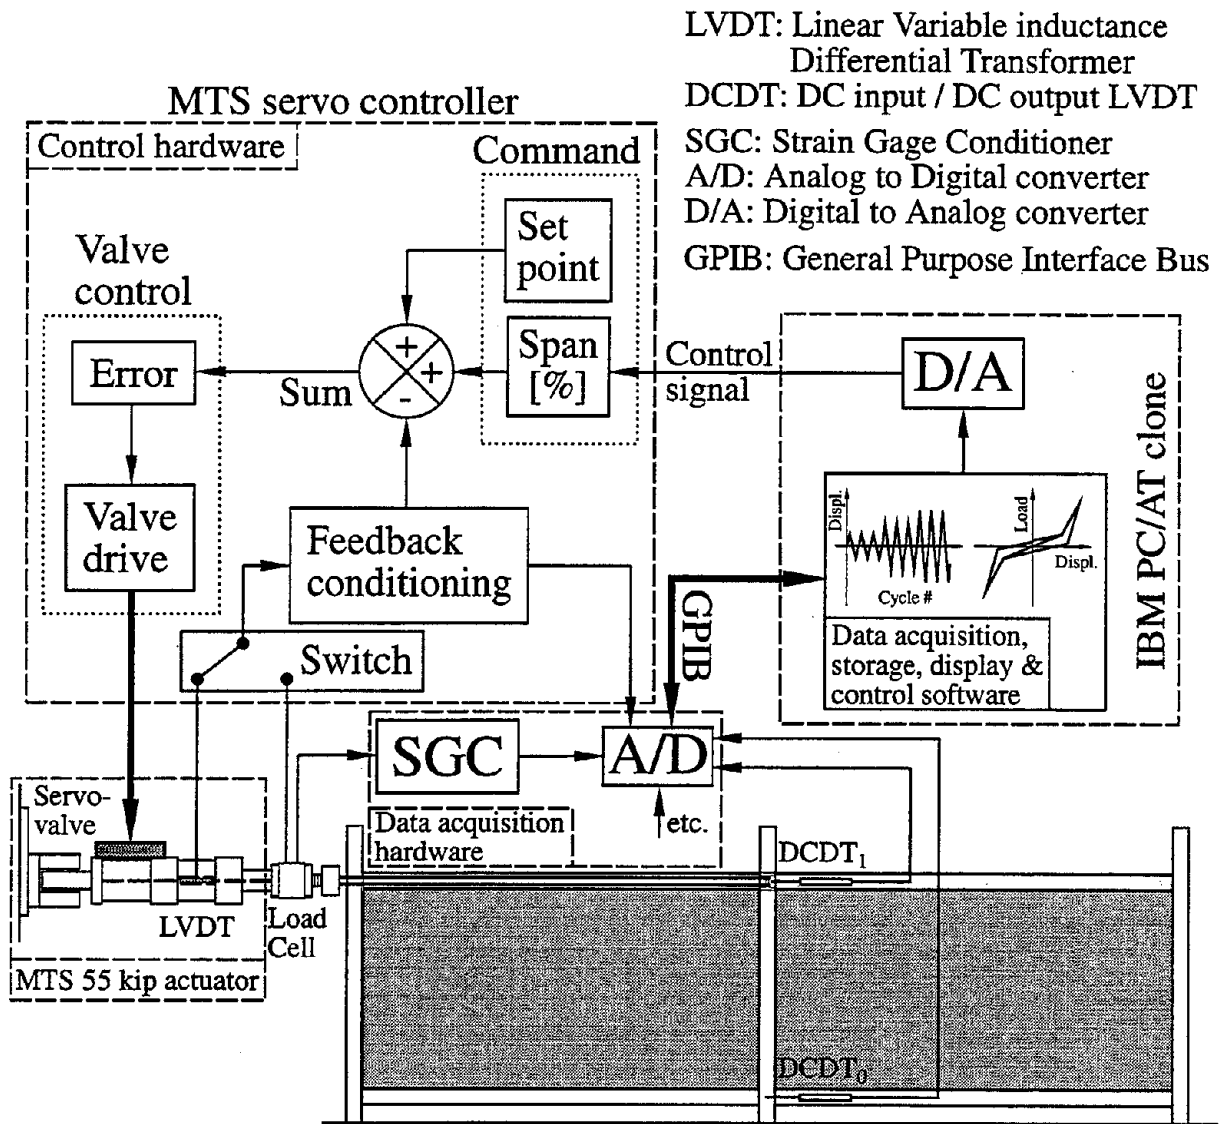 LVDT: Linear Variable inductance
Differential Transformer
DCDT: DC input / DC output LVDT
SGC: Strain Gage Conditioner
A/D: Analog to Digital converter
D/A: Digital to Analog converter
GPIB: General Purpose Interface Bus
MTS servo controller
Control hardware
Command
Set
point
Valve
control
Span
[%]
Control
signal
D/A
Error
Sum
+
+
-
Valve
drive
Feedback
conditioning
Switch
GPIB
Displ.
Cycle #
Load
Displ.
Data acquisition,
storage, display &
control software
IBM PC/AT clone
SGC
A/D
etc.
Data acquisition
hardware
Servo-
valve
LVDT
Load
Cell
MTS 55 kip actuator
DCDT₁
DCDT₀